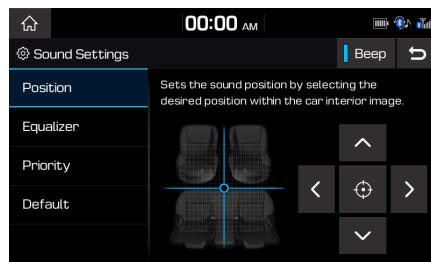 00:00 AM
Sound Settings
Beep
Position
Sets the sound position by selecting the
desired position within the car interior image.
Equalizer
Priority
Default